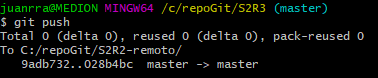 juanrra@MEDION MINGW64 /c/repoGit/S2R3 (master)
$ git push
Total 0 (delta 0), reused 0 (delta 0), pack-reused 0
To C:/repoGit/S2R2-remoto/
   9adb732..028b4bc  master -> master